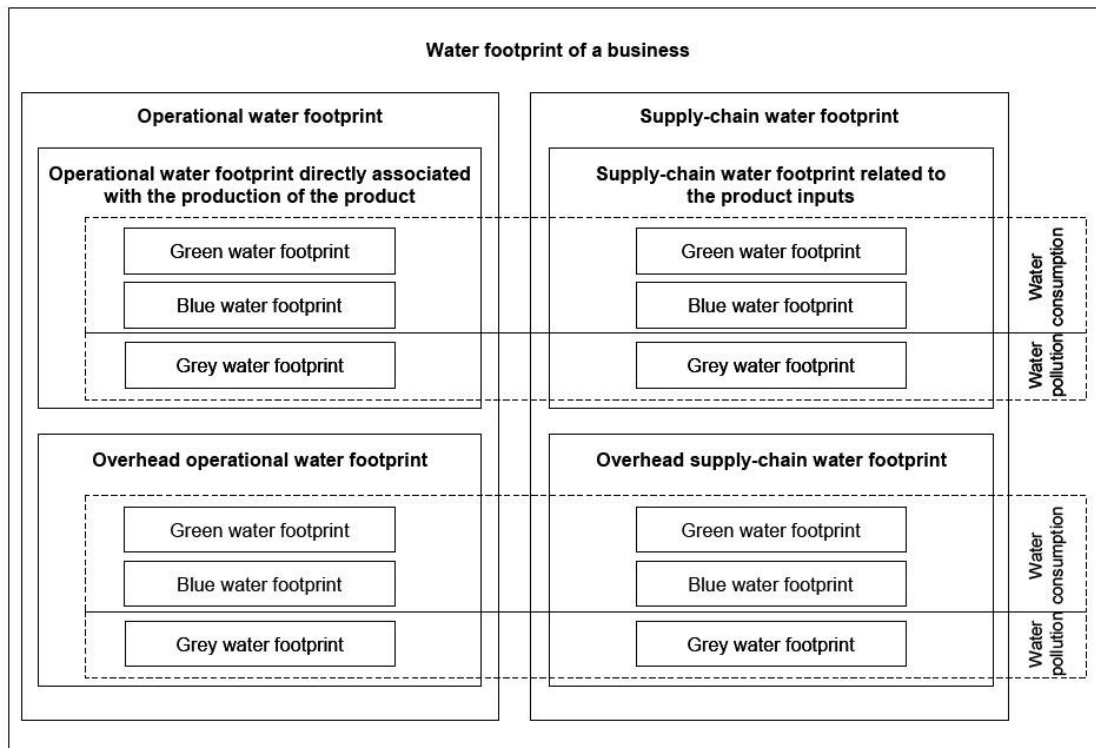 Water footprint of a business
Operational water footprint
Supply-chain water footprint
Operational water footprint directly associated
with the production of the product
Supply-chain water footprint related to
the product inputs
Green water footprint
Green water footprint
Blue water footprint
Blue water footprint
Water
consumption
Grey water footprint
Grey water footprint
Water
pollution
Overhead operational water footprint
Overhead supply-chain water footprint
Green water footprint
Green water footprint
Blue water footprint
Blue water footprint
Water
consumption
Grey water footprint
Grey water footprint
Water
pollution